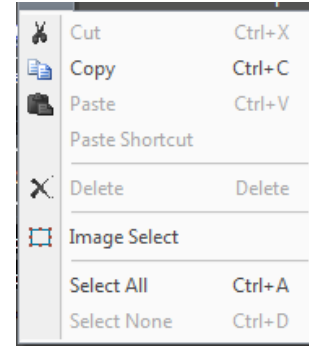 Cut Ctrl+X
Copy Ctrl+C
Paste Ctrl+V
Paste Shortcut
Delete Delete
Image Select
Select All Ctrl+A
Select None Ctrl+D